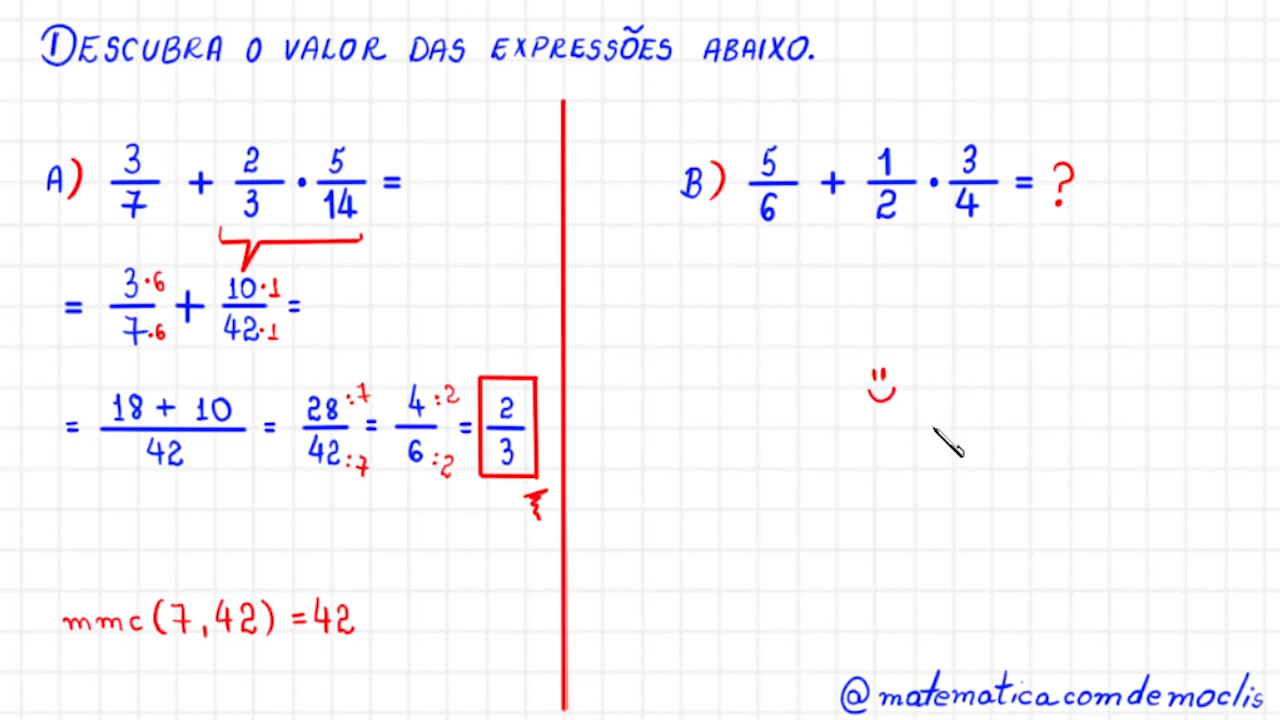 1) DESCUBRA O VALOR DAS EXPRESSÕES ABAIXO.
A) 3/7 + 2/3 · 5/14 =
= 3·6/7·6 + 10·1/42·1 =
= 18 + 10/42 = 28:7/42:7 = 4:2/6:2 = 2/3
mmc(7,42) = 42
B) 5/6 + 1/2 · 3/4 = ?
@matematicacomdemoclis